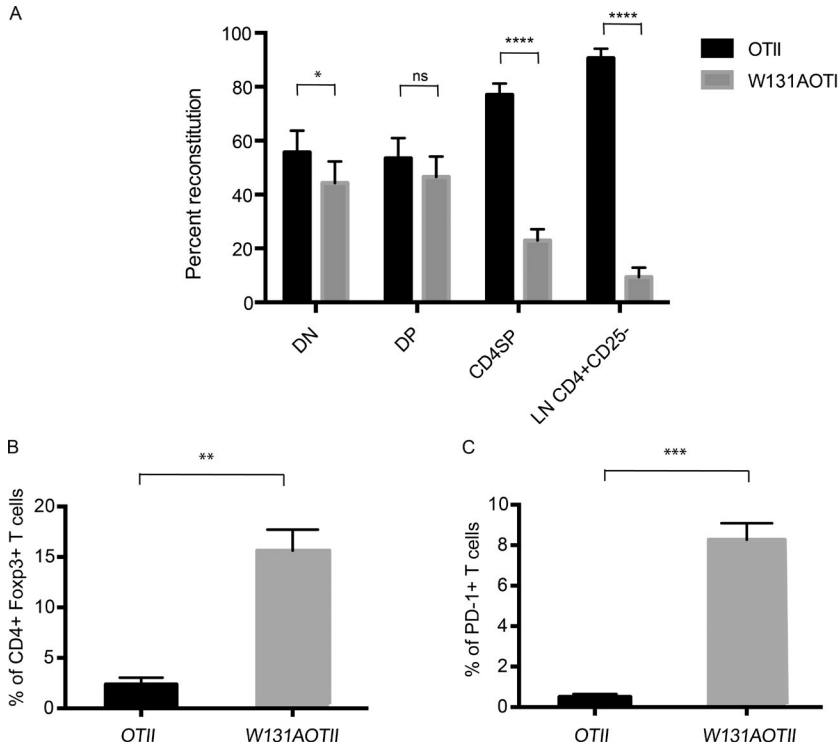 A
Percent reconstitution
100
80
60
40
20
0
*
ns
****
****
OTII
W131AOTI
DN
DP
CD4SP
LN CD4+CD25-
B
% of CD4+ Foxp3+ T cells
20
15
10
5
0
**
OTII
W131AOTII
C
% of PD-1+ T cells
10
8
6
4
2
0
***
OTII
W131AOTII